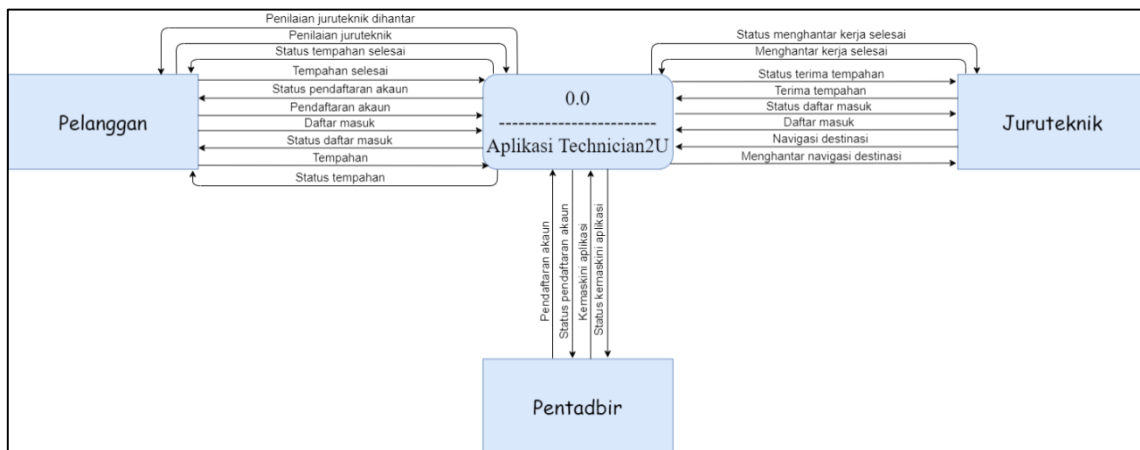 Penilaian juruteknik dihantar
Penilaian juruteknik
Status tempahan selesai
Tempahan selesai
Status pendaftaran akaun
Pendaftaran akaun
Daftar masuk
Status daftar masuk
Tempahan
Status tempahan
Pelanggan
0.0
------------------------
Aplikasi Technician2U
Status menghantar kerja selesai
Menghantar kerja selesai
Status terima tempahan
Terima tempahan
Status daftar masuk
Daftar masuk
Navigasi destinasi
Menghantar navigasi destinasi
Juruteknik
Pendaftaran akaun
Status pendaftaran akaun
Kemaskini aplikasi
Status kemaskini aplikasi
Pentadbir